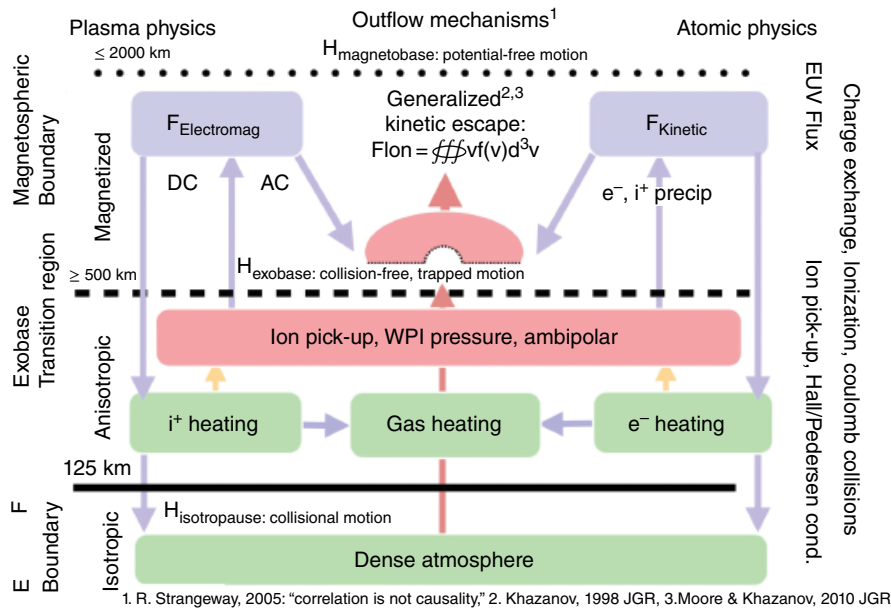 Plasma physics
Outflow mechanisms¹
Atomic physics
≤ 2000 km
H_magnetobase: potential-free motion
Magnetospheric
Boundary
Magnetized
F_Electromag
Generalized²,³
kinetic escape:
Flon = ∰vf(v)d³v
F_Kinetic
DC
AC
e⁻, i⁺ precip
EUV Flux
Charge exchange, Ionization, coulomb collisions
≥ 500 km
H_exobase: collision-free, trapped motion
Exobase
Transition region
Anisotropic
Ion pick-up, WPI pressure, ambipolar
i⁺ heating
Gas heating
e⁻ heating
Ion pick-up, Hall/Pedersen cond.
125 km
H_isotropause: collisional motion
E F
Boundary
Isotropic
Dense atmosphere
1. R. Strangeway, 2005: “correlation is not causality,” 2. Khazanov, 1998 JGR, 3.Moore & Khazanov, 2010 JGR